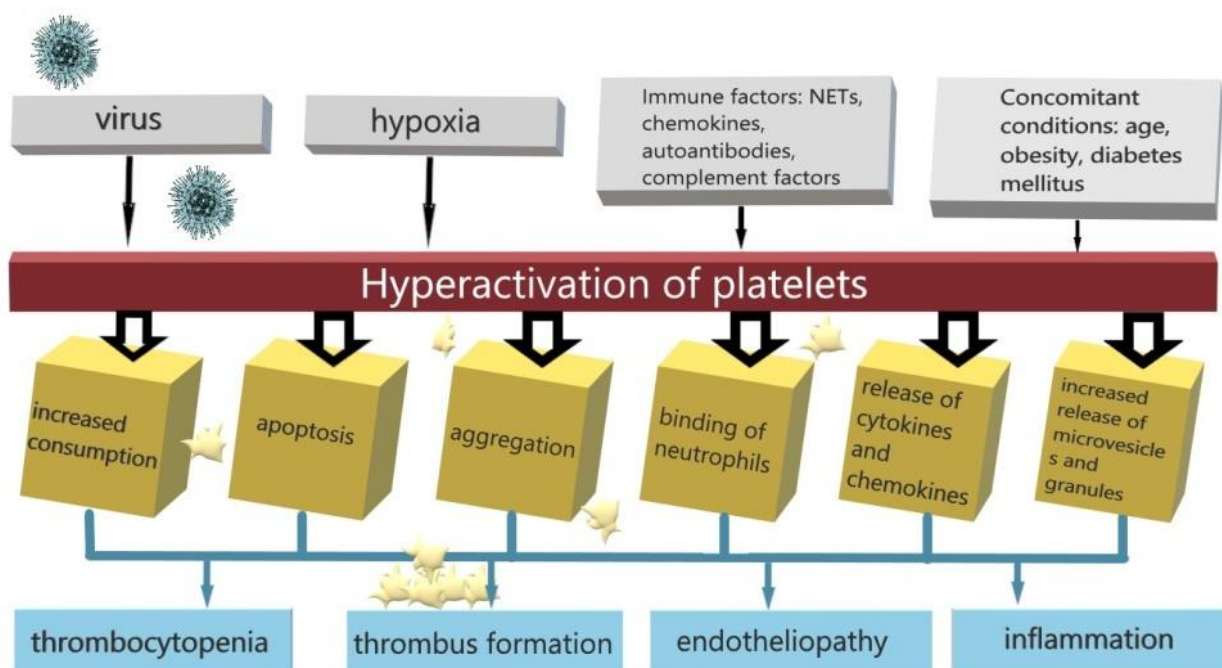 virus
hypoxia
Immune factors: NETs,
chemokines,
autoantibodies,
complement factors
Concomitant
conditions: age,
obesity, diabetes
mellitus
Hyperactivation of platelets
increased
consumption
apoptosis
aggregation
binding of
neutrophils
release of
cytokines
and
chemokines
increased
release of
microvesicle
s and
granules
thrombocytopenia
thrombus formation
endotheliopathy
inflammation